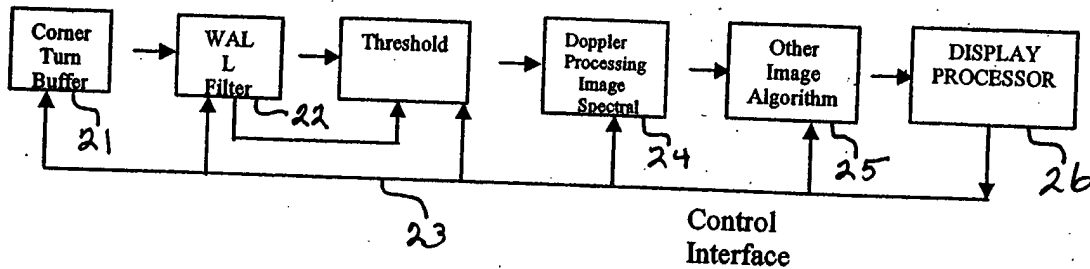 Corner
Turn
Buffer
WAL
L
Filter
Threshold
Doppler
Processing
Image
Spectral
Other
Image
Algorithm
DISPLAY
PROCESSOR
21
22
24
25
26
23
Control
Interface